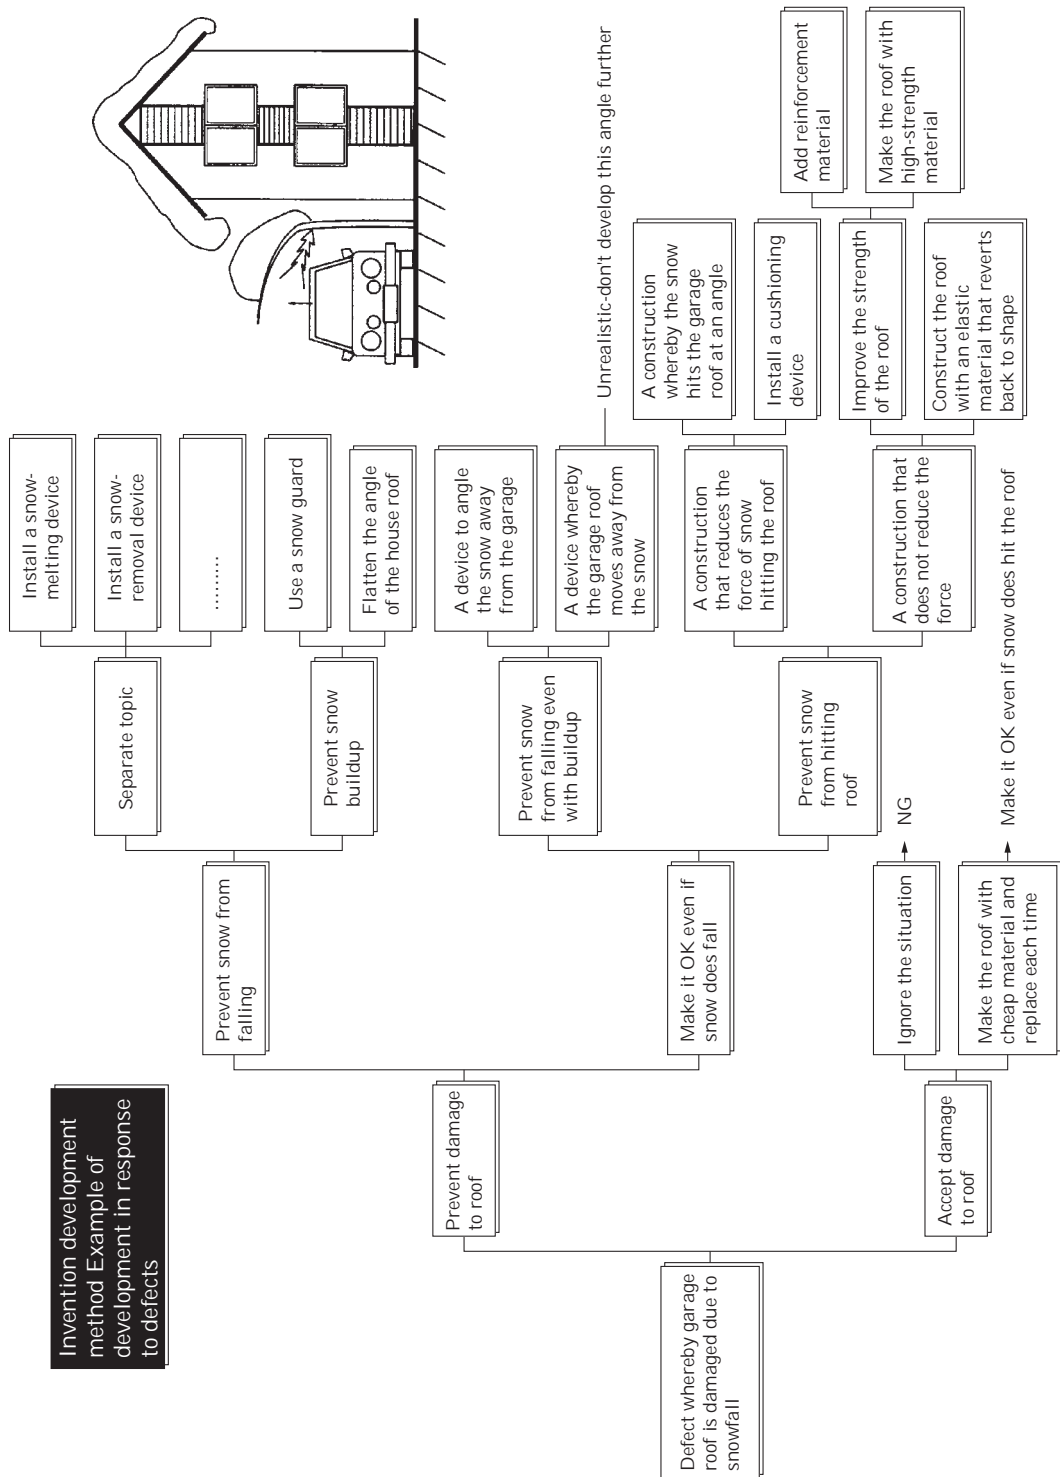 Invention development
method Example of
development in response
to defects
Defect whereby garage
roof is damaged due to
snowfall
Prevent damage
to roof
Accept damage
to roof
Prevent snow from
falling
Make it OK even if
snow does fall
Ignore the situation
NG
Make the roof with
cheap material and
replace each time
Make it OK even if snow does hit the roof
Separate topic
Prevent snow
buildup
Prevent snow
from falling even
with buildup
Prevent snow
from hitting
roof
Install a snow-
melting device
Install a snow-
removal device
.........
Use a snow guard
Flatten the angle
of the house roof
A device to angle
the snow away
from the garage
A device whereby
the garage roof
moves away from
the snow
Unrealistic-don't develop this angle further
A construction
that reduces the
force of snow
hitting the roof
A construction that
does not reduce the
force
A construction
whereby the snow
hits the garage
roof at an angle
Install a cushioning
device
Improve the strength
of the roof
Construct the roof
with an elastic
material that reverts
back to shape
Add reinforcement
material
Make the roof with
high-strength
material